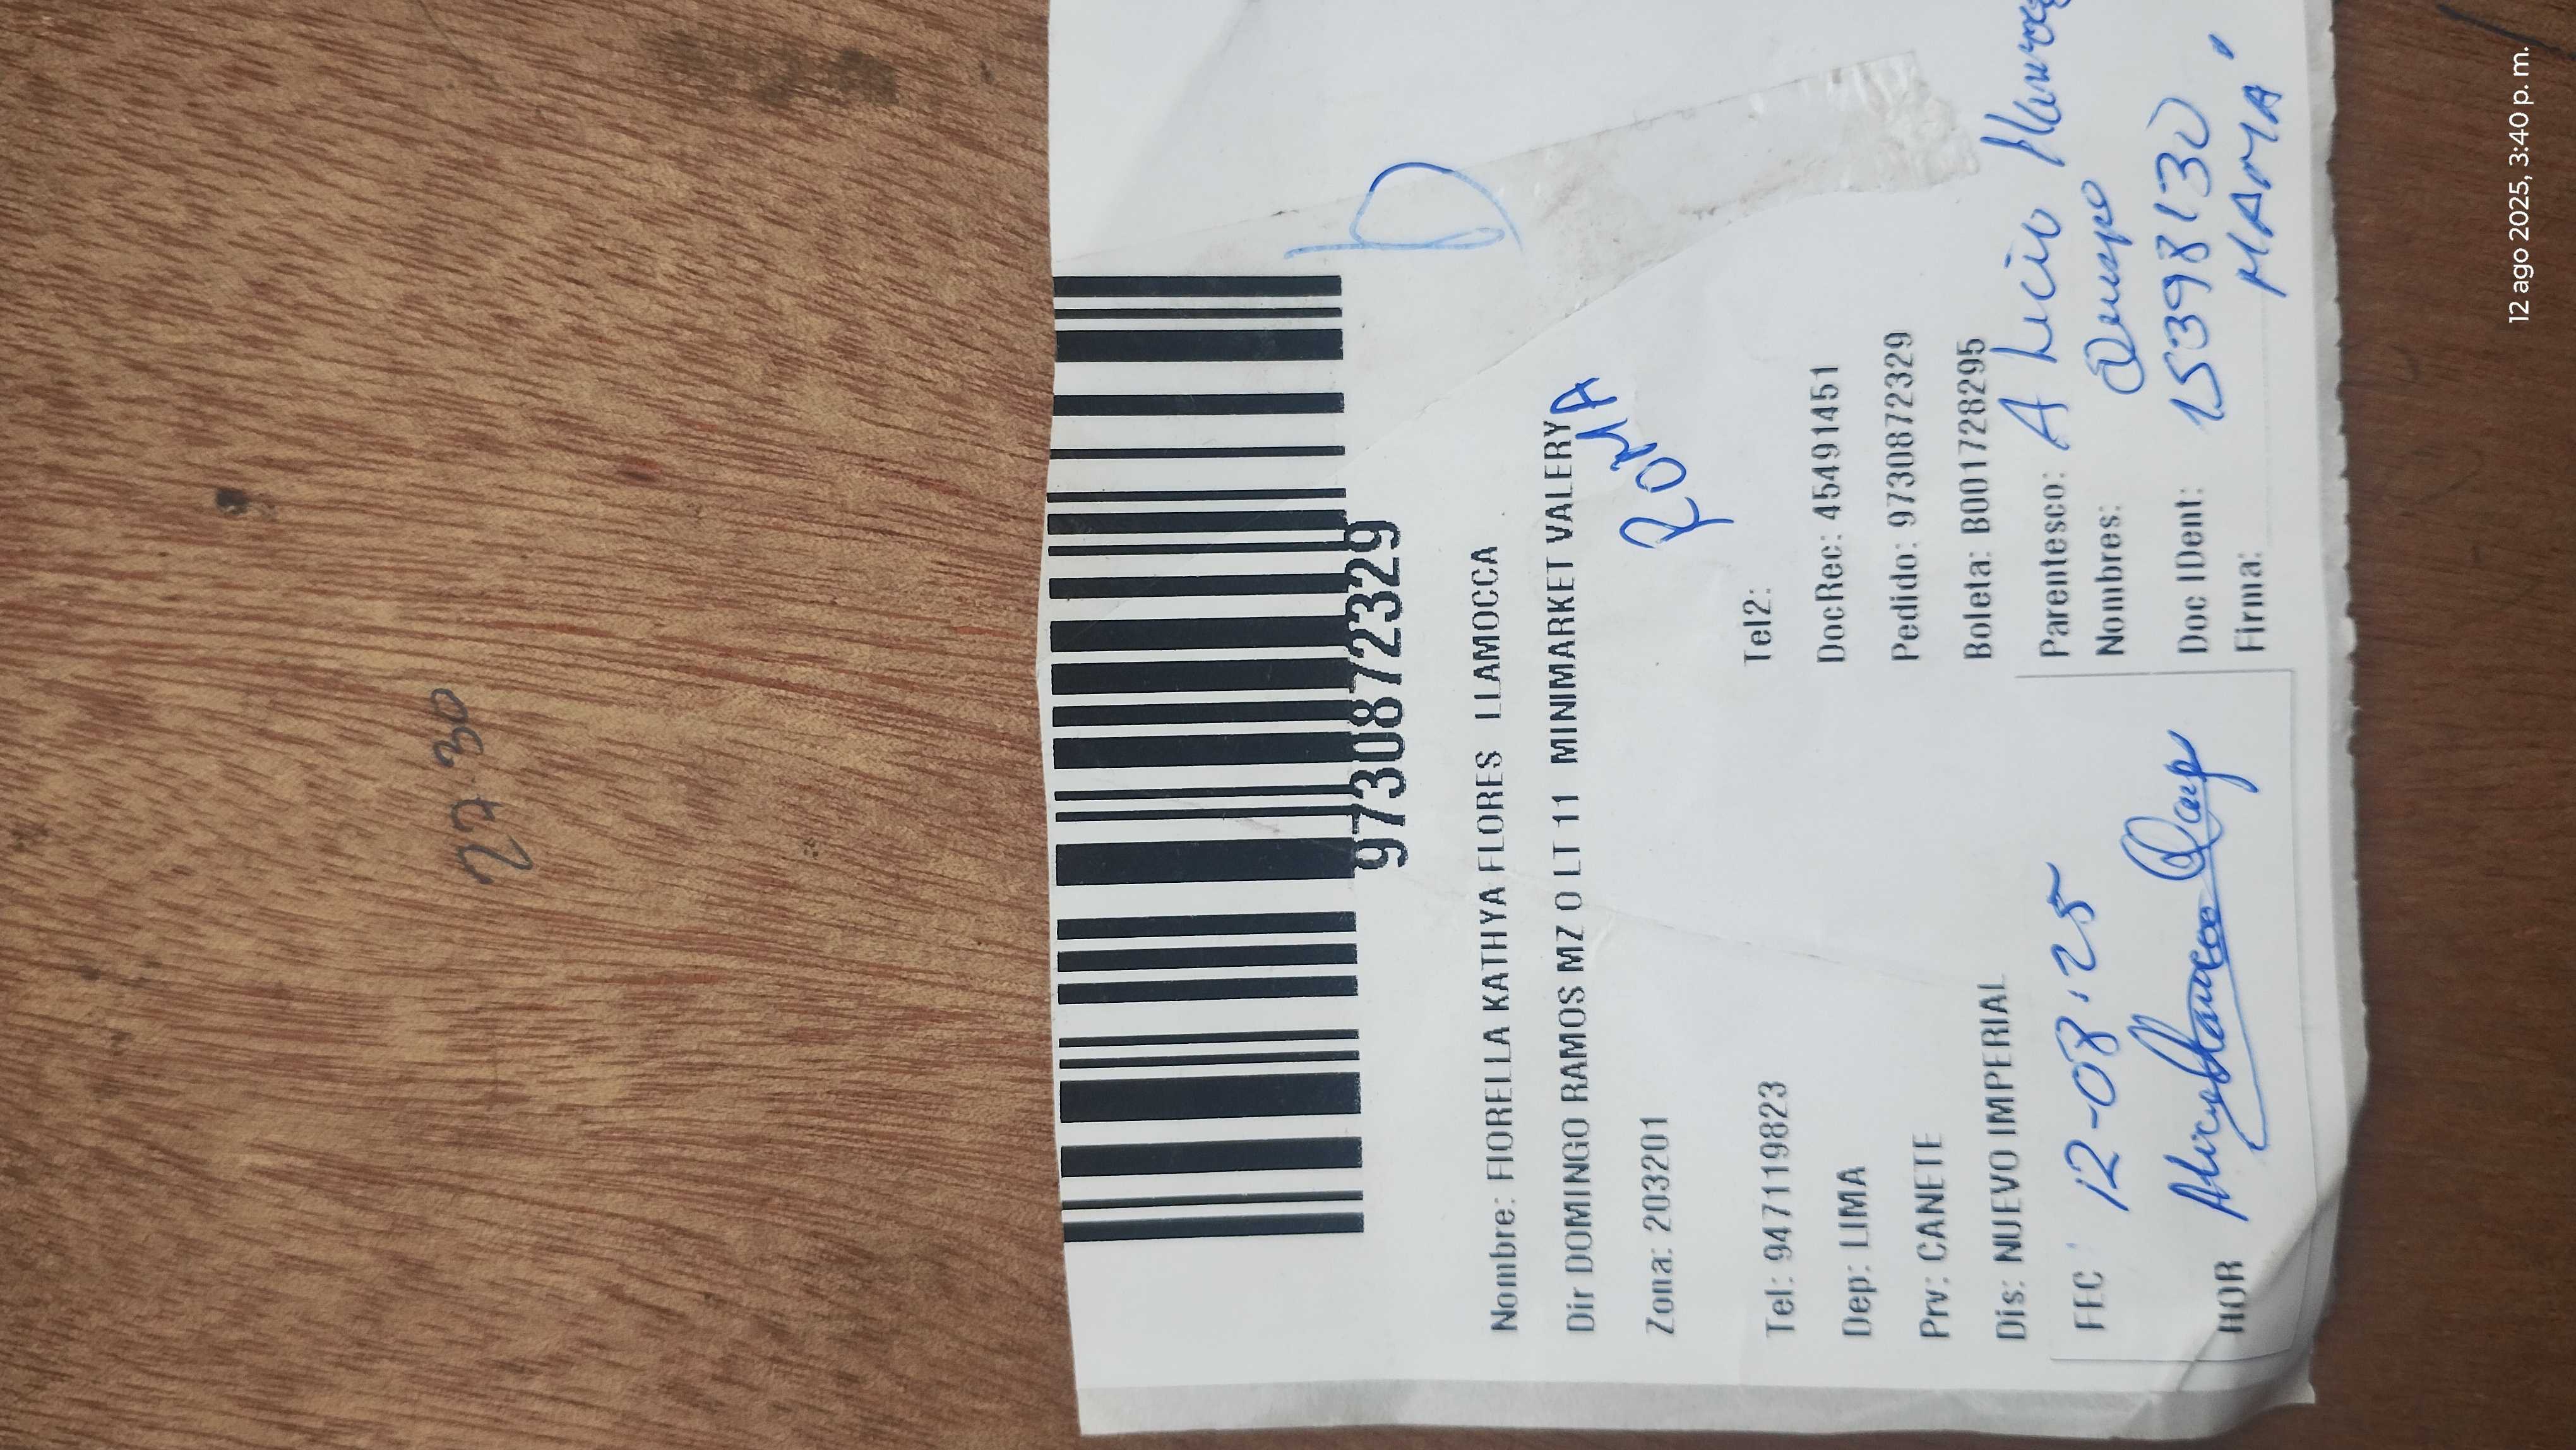 22:30
9730872329
Nombre: FIORELLA KATHYA FLORES LLAMOCCA
Dir DOMINGO RAMOS MZ O LT 11 MINIMARKET VALERY
Zona: 203201
Tel: 947119823
Tel2:
Dep: LIMA
DocRec: 45491451
Prv: CANETE
Pedido: 9730872329
Dis: NUEVO IMPERIAL
Boleta: B001728295
FEC 12-08-25
Parentesco: A Licio
Nombres: Quispe
HOR
Doc IDent: 15398130
Firma: MAMA
12 ago 2025, 3:40 p. m.